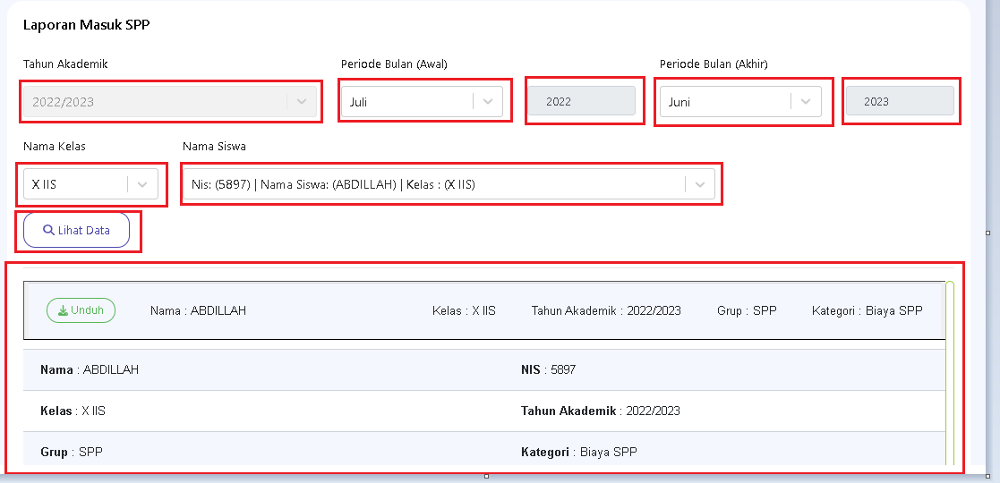 Laporan Masuk SPP
Tahun Akademik Periode Bulan (Awal) Periode Bulan (Akhir)
2022/2023 Juli 2022 Juni 2023
Nama Kelas Nama Siswa
X IIS Nis: (5897) | Nama Siswa: (ABDILLAH) | Kelas : (X IIS)
Lihat Data
Unduh Nama : ABDILLAH Kelas : X IIS Tahun Akademik : 2022/2023 Grup : SPP Kategori : Biaya SPP
Nama : ABDILLAH NIS : 5897
Kelas : X IIS Tahun Akademik : 2022/2023
Grup : SPP Kategori : Biaya SPP